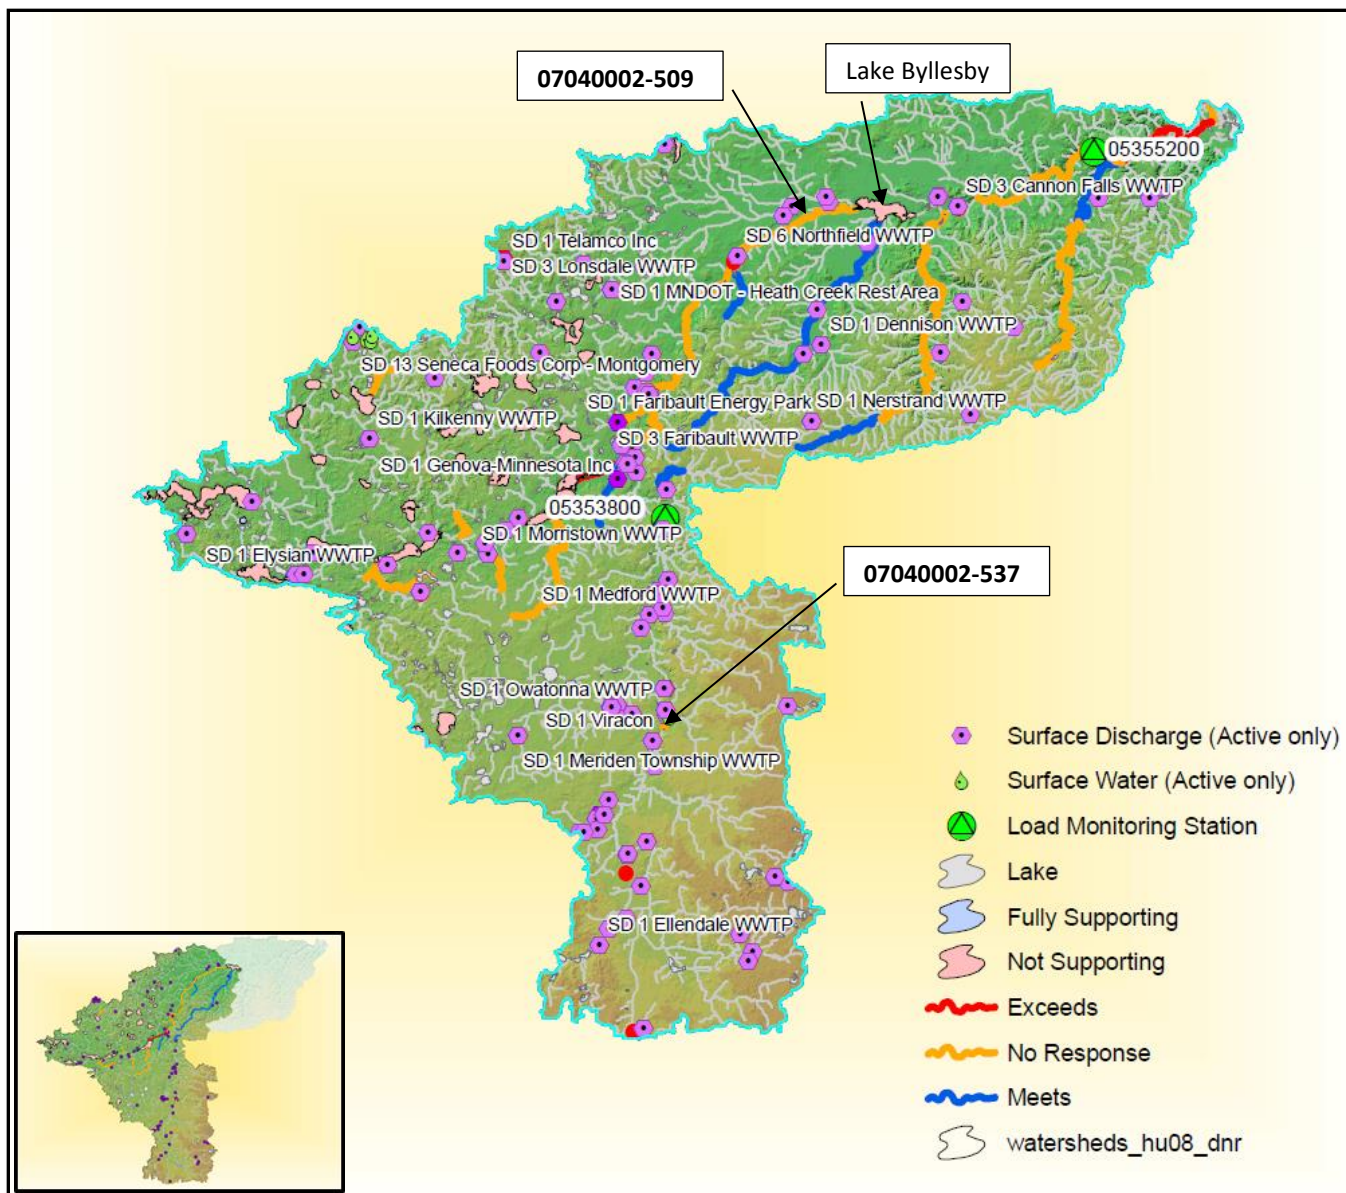 07040002-509
Lake Byllesby
05355200
SD 3 Cannon Falls WWTP
SD 6 Northfield WWTP
SD 1 Telamco Inc
SD 3 Lonsdale WWTP
SD 1 MNDOT - Heath Creek Rest Area
SD 1 Dennison WWTP
SD 13 Seneca Foods Corp - Montgomery
SD 1 Faribault Energy Park
SD 1 Nerstrand WWTP
SD 1 Kilkenny WWTP
SD 3 Faribault WWTP
SD 1 Genova-Minnesota Inc
05353800
SD 1 Morristown WWTP
SD 1 Elysian WWTP
07040002-537
SD 1 Medford WWTP
SD 1 Owatonna WWTP
SD 1 Viracon
SD 1 Meriden Township WWTP
SD 1 Ellendale WWTP
Surface Discharge (Active only)
Surface Water (Active only)
Load Monitoring Station
Lake
Fully Supporting
Not Supporting
Exceeds
No Response
Meets
watersheds_hu08_dnr